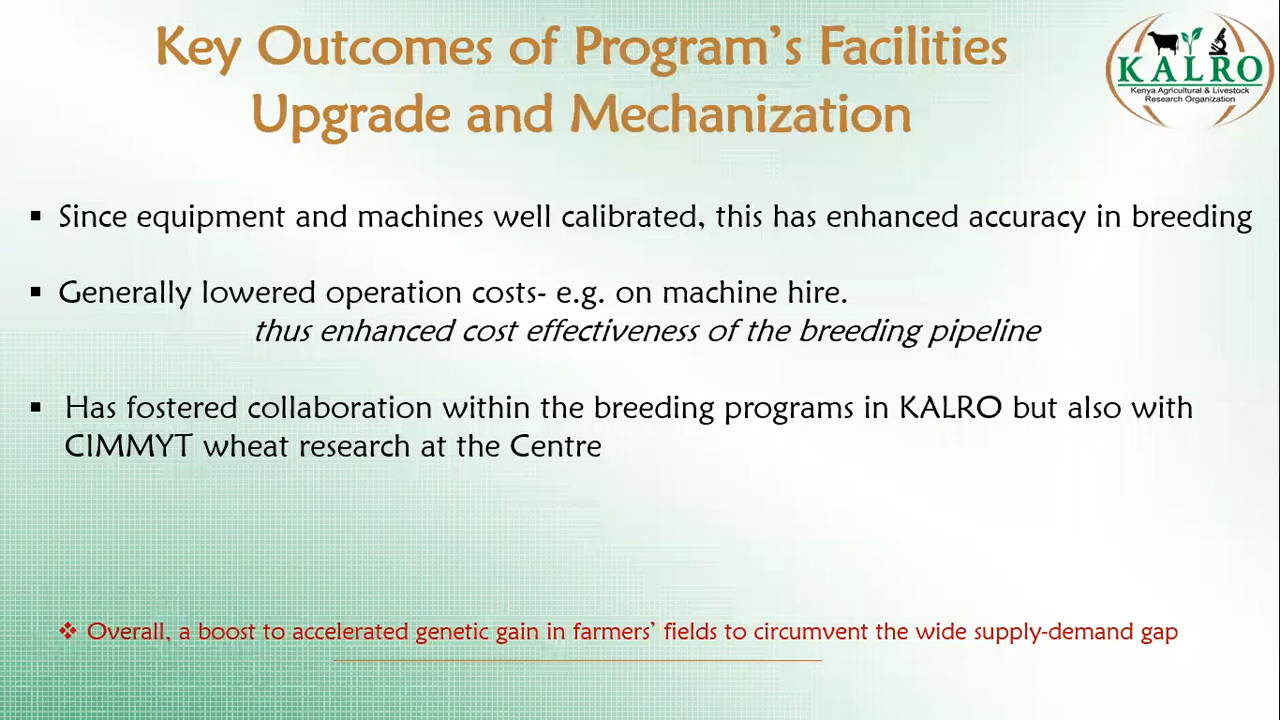 Key Outcomes of Program’s Facilities
Upgrade and Mechanization
KALRO
Kenya Agricultural & Livestock
Research Organization
▪ Since equipment and machines well calibrated, this has enhanced accuracy in breeding
▪ Generally lowered operation costs- e.g. on machine hire.
thus enhanced cost effectiveness of the breeding pipeline
▪ Has fostered collaboration within the breeding programs in KALRO but also with
CIMMYT wheat research at the Centre
❖ Overall, a boost to accelerated genetic gain in farmers’ fields to circumvent the wide supply-demand gap